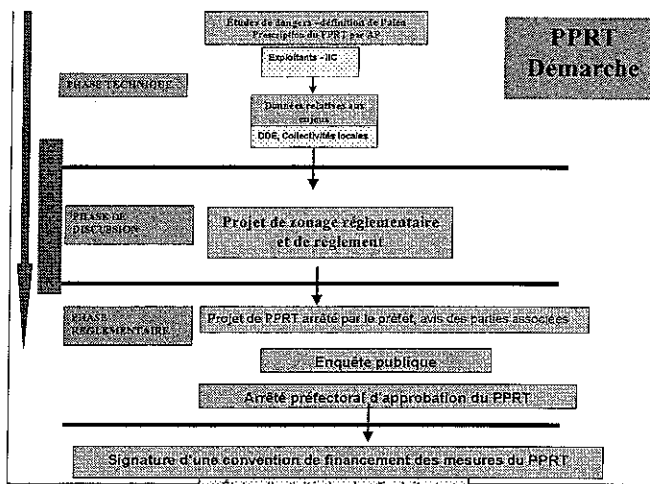 Études de dangers -définition de l'aléa
Prescription du PPRT par AP
Exploitants - IIC
PPRT
Démarche
PHASE TECHNIQUE
Données relatives aux
enjeux
DDE, Collectivités locales
PHASE DE
DISCUSSION
Projet de zonage réglementaire
et de réglement
PHASE
REGLEMENTAIRE
Projet de PPRT arrêté par le préfet, avis des parties associées
Enquête publique
Arrêté préfectoral d'approbation du PPRT
Signature d'une convention de financement des mesures du PPRT